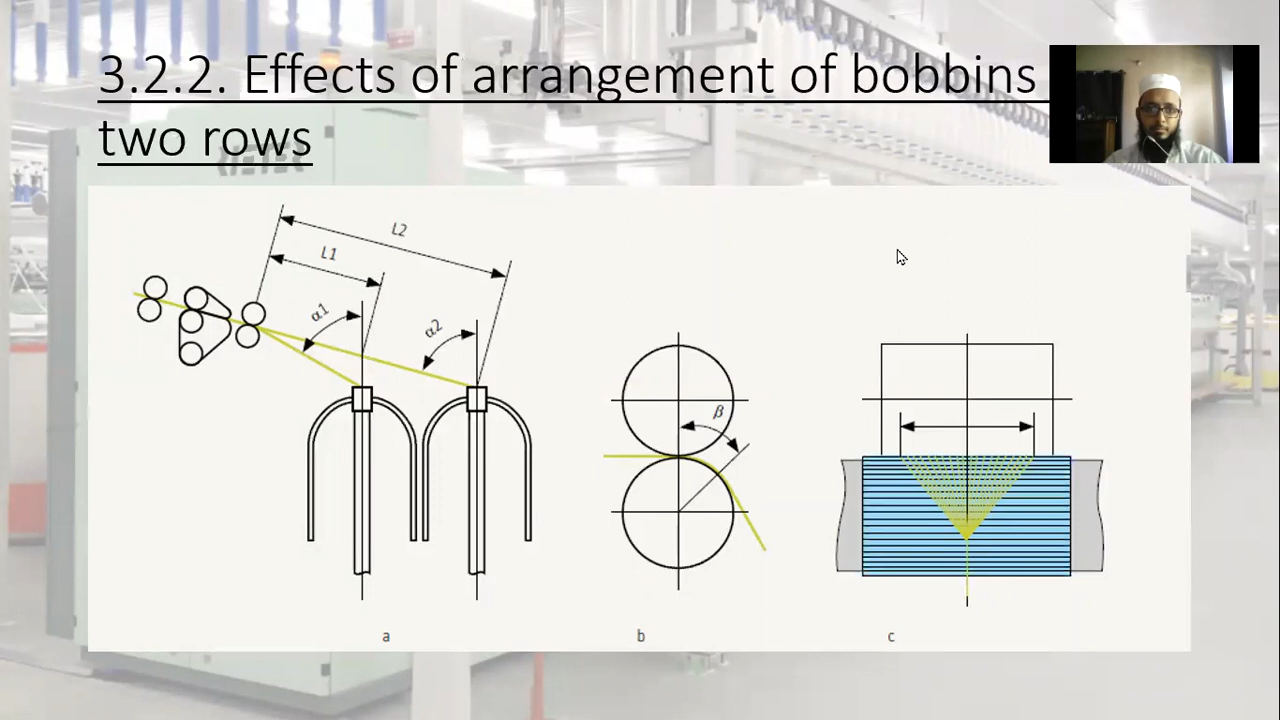 3.2.2. Effects of arrangement of bobbins
two rows
L2
L1
α1
α2
β
a
b
c